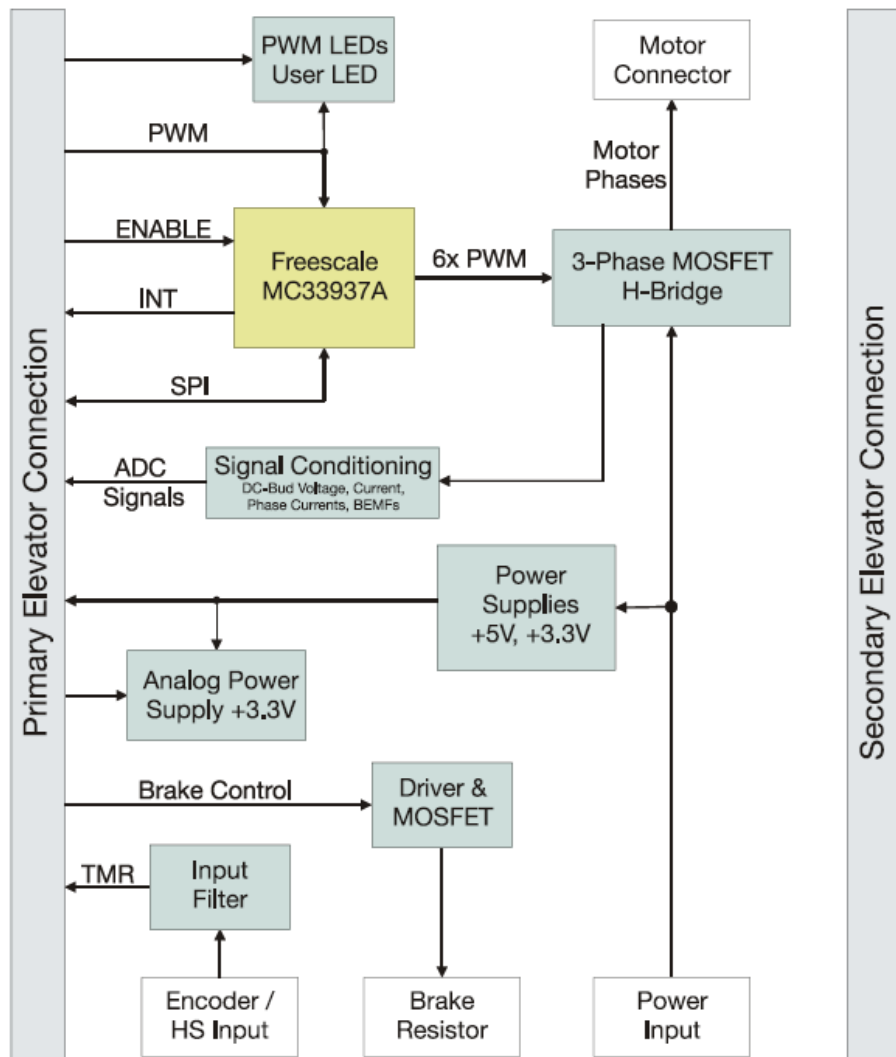 PWM LEDs
User LED
Motor
Connector
PWM
Motor
Phases
ENABLE
Freescale
MC33937A
6x PWM
3-Phase MOSFET
H-Bridge
INT
SPI
ADC
Signals
Signal Conditioning
DC-Bud Voltage, Current,
Phase Currents, BEMFs
Power
Supplies
+5V, +3.3V
Analog Power
Supply +3.3V
Brake Control
Driver &
MOSFET
TMR
Input
Filter
Encoder /
HS Input
Brake
Resistor
Power
Input
Primary Elevator Connection
Secondary Elevator Connection